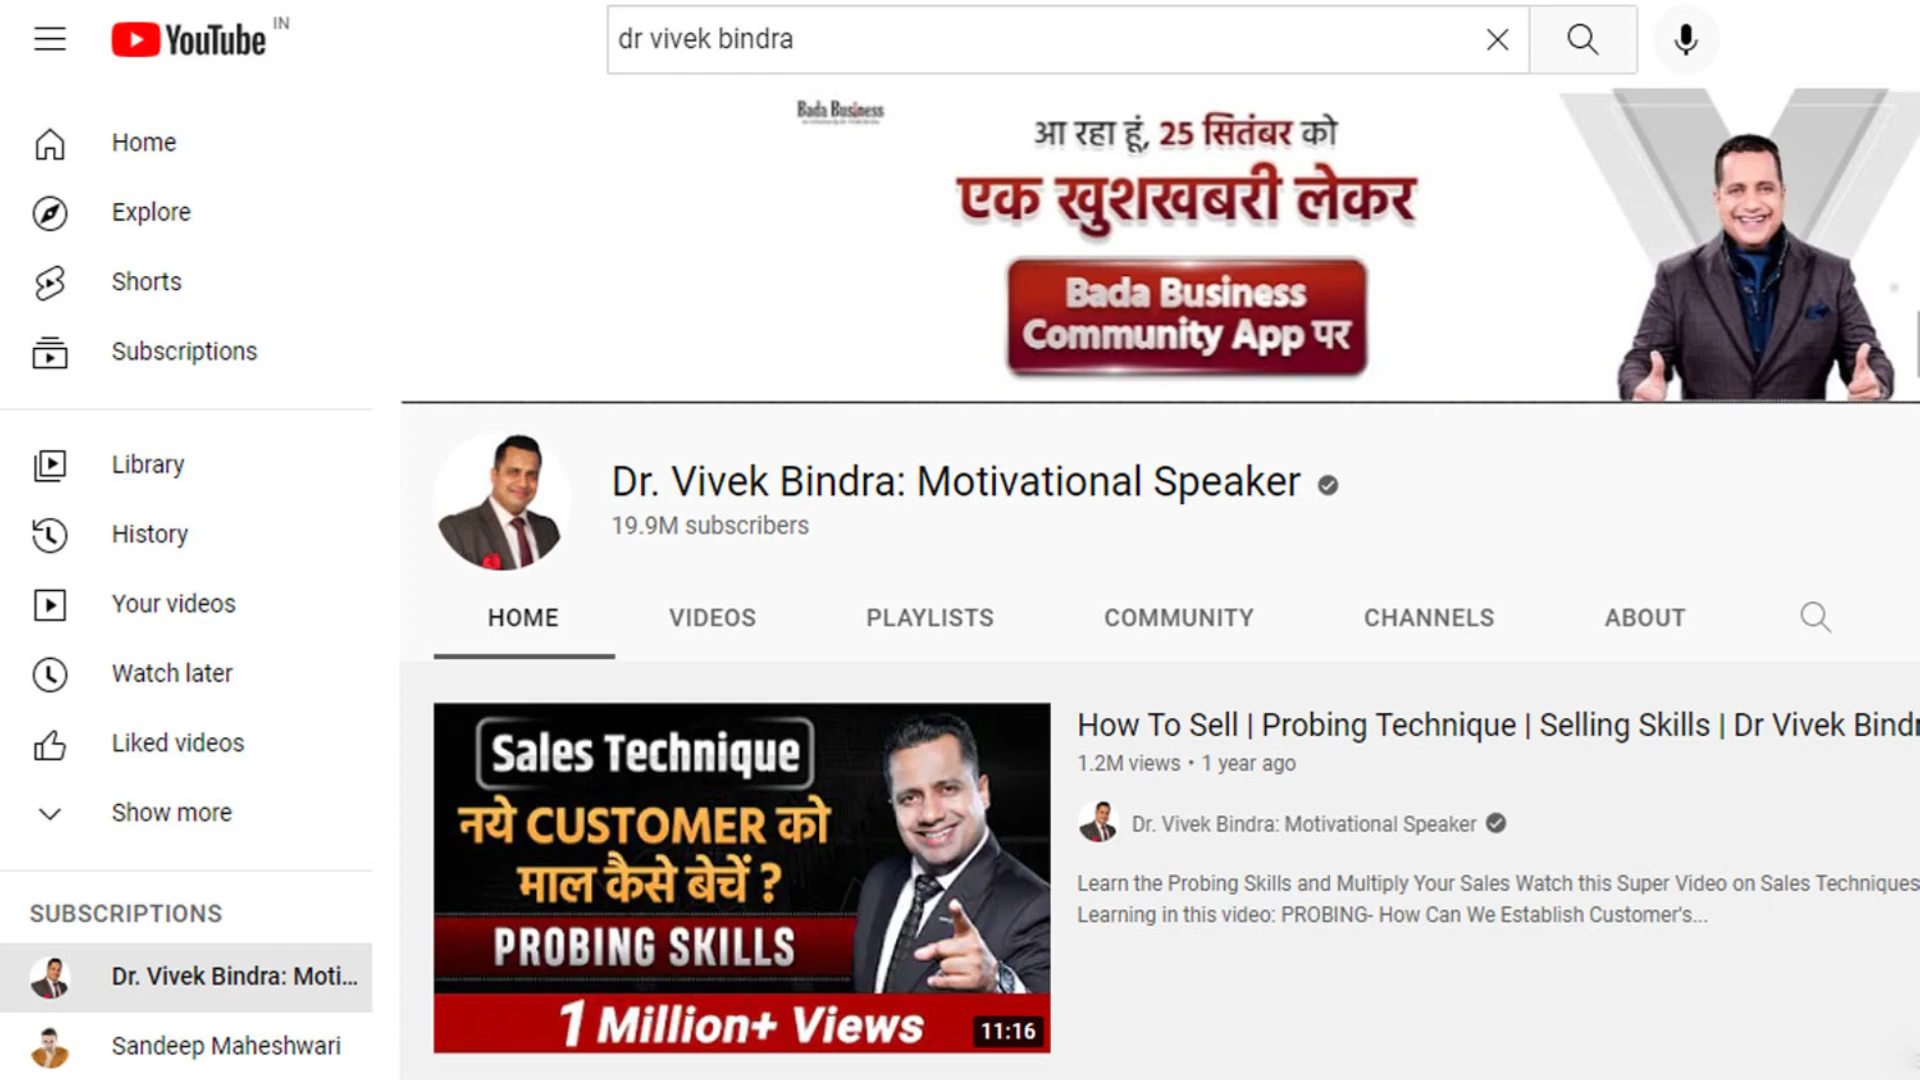 YouTube IN
dr vivek bindra
Home
Explore
Shorts
Subscriptions
Library
History
Your videos
Watch later
Liked videos
Show more
SUBSCRIPTIONS
Dr. Vivek Bindra: Moti...
Sandeep Maheshwari
Bada Business
आ रहा हूं, 25 सितंबर को
एक खुशखबरी लेकर
Bada Business
Community App पर
Dr. Vivek Bindra: Motivational Speaker
19.9M subscribers
HOME VIDEOS PLAYLISTS COMMUNITY CHANNELS ABOUT
Sales Technique
नये CUSTOMER को
माल कैसे बेचें ?
PROBING SKILLS
1 Million+ Views
11:16
How To Sell | Probing Technique | Selling Skills | Dr Vivek Bindr
1.2M views • 1 year ago
Dr. Vivek Bindra: Motivational Speaker
Learn the Probing Skills and Multiply Your Sales Watch this Super Video on Sales Techniques
Learning in this video: PROBING- How Can We Establish Customer's...